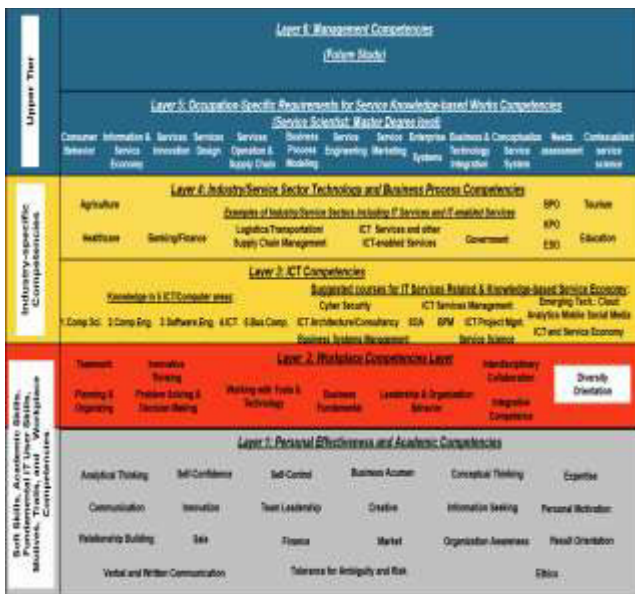 Upper Tier
Layer 6: Management Competencies
(Future Study)
Layer 5: Occupation-Specific Requirements for Service Knowledge-based Works Competencies
(Service Scientist: Master Degree level)
Consumer Behavior
Information & Service Economy
Services Innovation
Services Design
Services Operation & Supply Chain
Business Process Modelling
Service Engineering
Service Marketing
Enterprise Systems
Business & Technology Integration
Conceptualize Service System
Needs assessment
Contextualized service science
Industry-specific Competencies
Layer 4: Industry/Service Sector Technology and Business Process Competencies
Examples of Industry/Service Sectors including IT Services and IT-enabled Services
Agriculture
BPO
Tourism
Healthcare
Banking/Finance
Logistics/Transportation/
Supply Chain Management
ICT Services and other
ICT-enabled Services
Government
KPO
ESO
Education
Layer 3: ICT Competencies
Knowledge in 5 ICT/Computer areas:
1.Comp Sci. 2.Comp.Eng. 3.Software.Eng 4.ICT 5.Bus Comp.
Suggested courses for IT Services Related & Knowledge-based Service Economy:
Cyber Security
ICT Services Management
Emerging Tech.: Cloud
Analytics Mobile Social Media
ICT Architecture/Consultancy
SOA
BPM
ICT Project Mgt.
ICT and Service Economy
Business Systems Management
Service Science
Soft Skills, Academic Skills,
Fundamental IT User Skills,
Motives, Traits, and Workplace
Competencies
Layer 2: Workplace Competencies Layer
Teamwork
Innovative
Thinking
Interdisciplinary
Collaboration
Diversity
Orientation
Planning &
Organizing
Problem Solving &
Decision Making
Working with Tools &
Technology
Business
Fundamental
Leadership & Organization
Behavior
Integrative
Competence
Layer 1: Personal Effectiveness and Academic Competencies
Analytical Thinking
Self-Confidence
Self-Control
Business Acumen
Conceptual Thinking
Expertise
Communication
Innovation
Team Leadership
Creative
Information Seeking
Personal Motivation
Relationship Building
Sale
Finance
Market
Organization Awareness
Result Orientation
Verbal and Written Communication
Tolerance for Ambiguity and Risk
Ethics